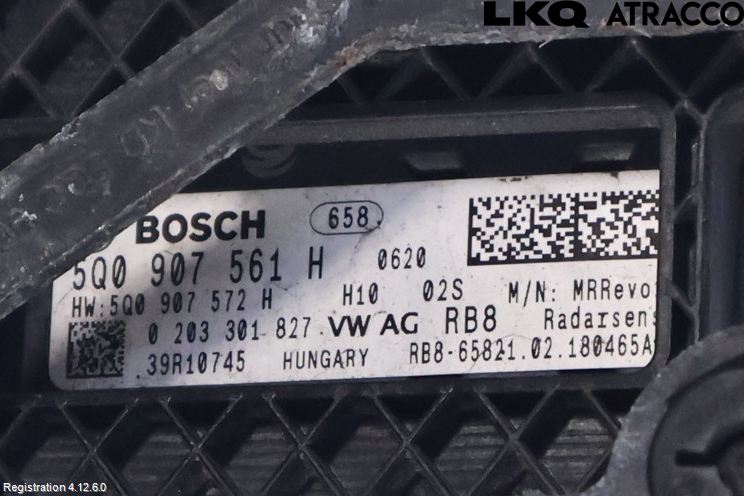 LKQ ATRACCO
BOSCH 658
5Q0 907 561 H 0620
HW:5Q0 907 572 H H10 02S M/N: MRRevo
0 203 301 827 VW AG RB8 Radarsens
39R10745 HUNGARY RB8-65821.02.180465A
Registration 4.12.6.0